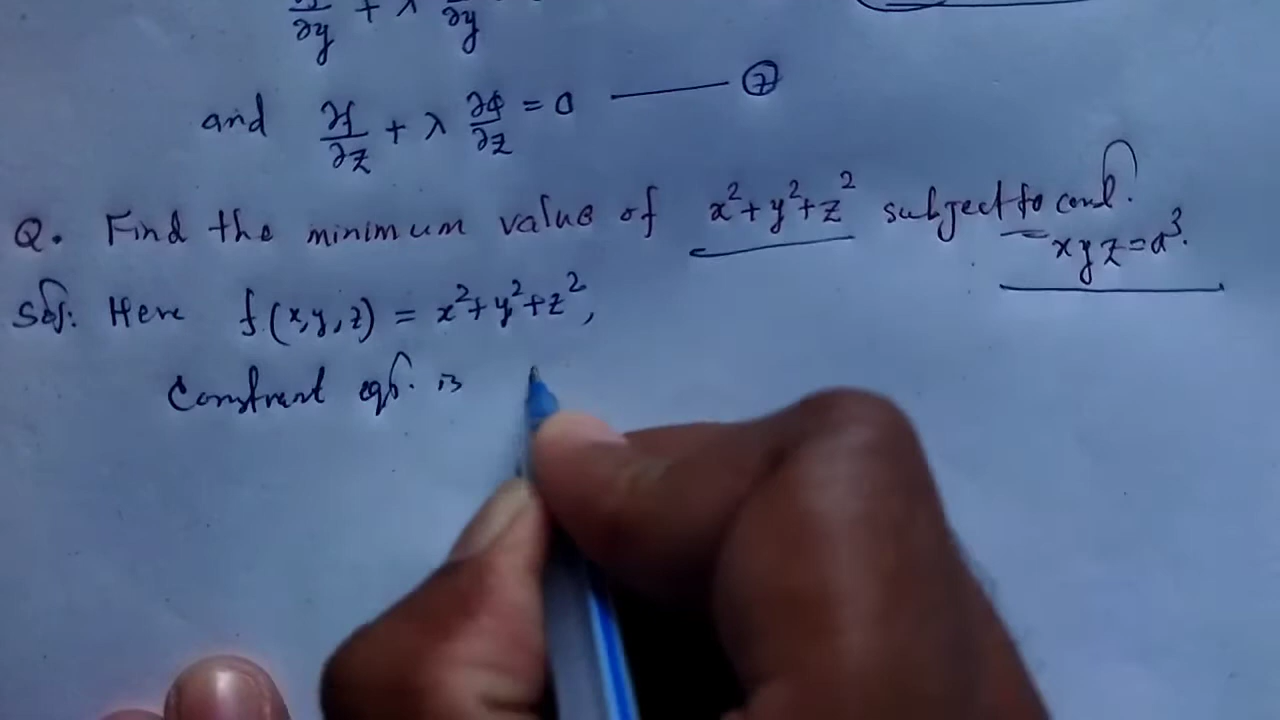 ∂y + λ ∂y
and ∂f/∂z + λ ∂φ/∂z = 0 —— ⑦
Q. Find the minimum value of x²+y²+z² subject to cond.
xyz=a³.
Sol: Here f(x,y,z) = x²+y²+z²,
Constraint eqn. is